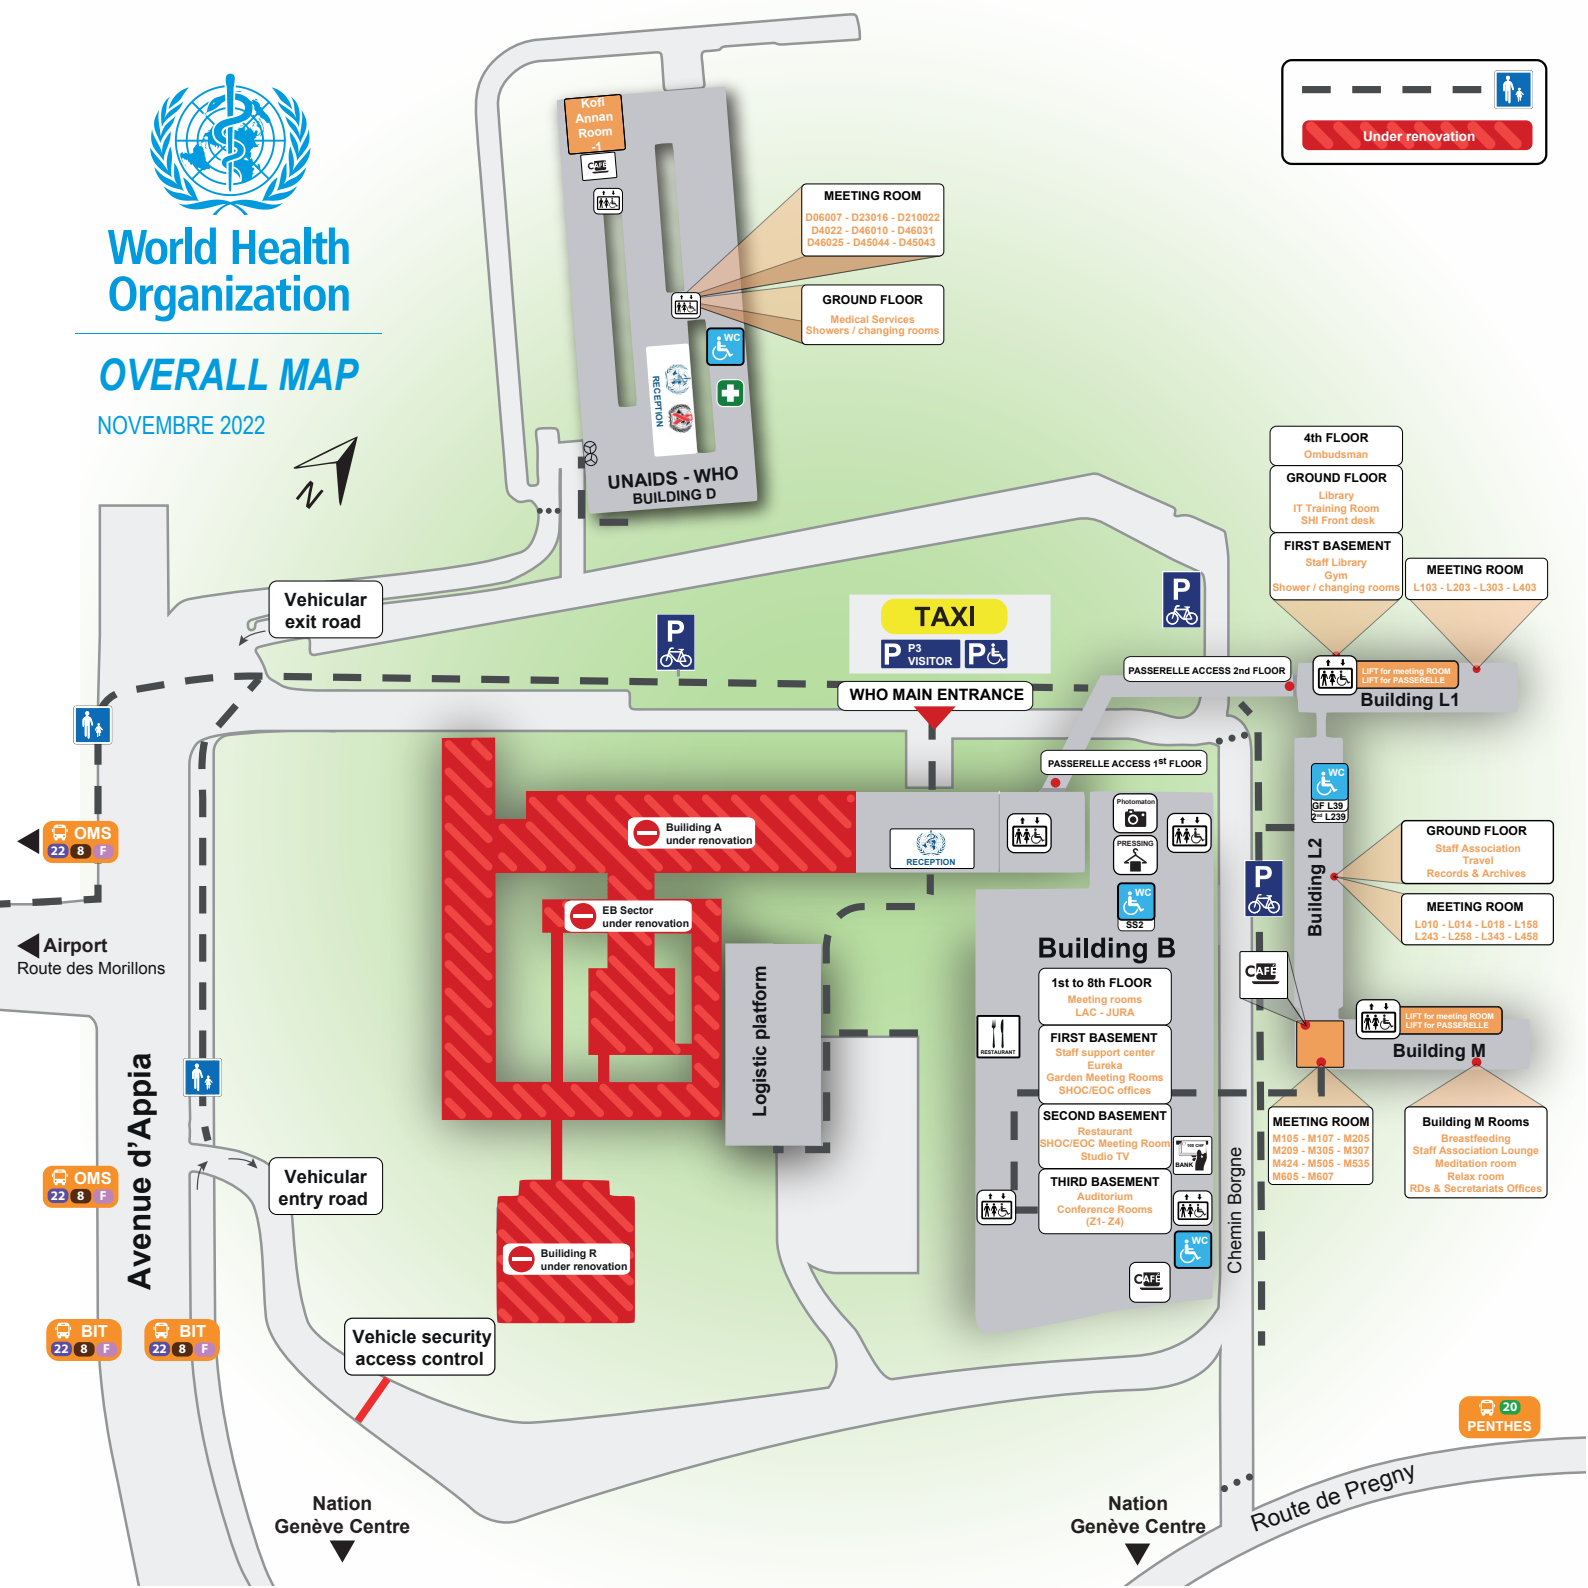 World Health
Organization
OVERALL MAP
NOVEMBRE 2022
N
Under renovation
Kofi
Annan
Room
-1
CAFÉ
MEETING ROOM
D06007 - D23016 - D210022
D4022 - D46010 - D46031
D46025 - D45044 - D45043
GROUND FLOOR
Medical Services
Showers / changing rooms
WC
RECEPTION
UNAIDS - WHO
BUILDING D
4th FLOOR
Ombudsman
GROUND FLOOR
Library
IT Training Room
SHI Front desk
FIRST BASEMENT
Staff Library
Gym
Shower / changing rooms
MEETING ROOM
L103 - L203 - L303 - L403
Vehicular
exit road
P
P
TAXI
P P3
VISITOR
P
PASSERELLE ACCESS 2nd FLOOR
LIFT for meeting ROOM
LIFT for PASSERELLE
Building L1
WHO MAIN ENTRANCE
PASSERELLE ACCESS 1st FLOOR
WC
GF L39
2nd L239
Photomaton
PRESSING
Builiding A
under renovation
RECEPTION
OMS
22 8 F
GROUND FLOOR
Staff Association
Travel
Records & Archives
Building L2
P
MEETING ROOM
L010 - L014 - L018 - L158
L243 - L258 - L343 - L458
WC
SS2
EB Sector
under renovation
Airport
Route des Morillons
Building B
CAFÉ
1st to 8th FLOOR
Meeting rooms
LAC - JURA
Logistic platform
RESTAURANT
LIFT for meeting ROOM
LIFT for PASSERELLE
Building M
FIRST BASEMENT
Staff support center
Eureka
Garden Meeting Rooms
SHOC/EOC offices
SECOND BASEMENT
Restaurant
SHOC/EOC Meeting Room
Studio TV
100 CHF
BANK
THIRD BASEMENT
Auditorium
Conference Rooms
(Z1- Z4)
MEETING ROOM
M105 - M107 - M205
M209 - M305 - M307
M424 - M505 - M535
M605 - M607
Building M Rooms
Breastfeeding
Staff Association Lounge
Meditation room
Relax room
RDs & Secretariats Offices
Avenue d'Appia
OMS
22 8 F
Vehicular
entry road
Chemin Borgne
WC
CAFÉ
Builiding R
under renovation
BIT
22 8 F
BIT
22 8 F
Vehicle security
access control
20
PENTHES
Route de Pregny
Nation
Genève Centre
Nation
Genève Centre